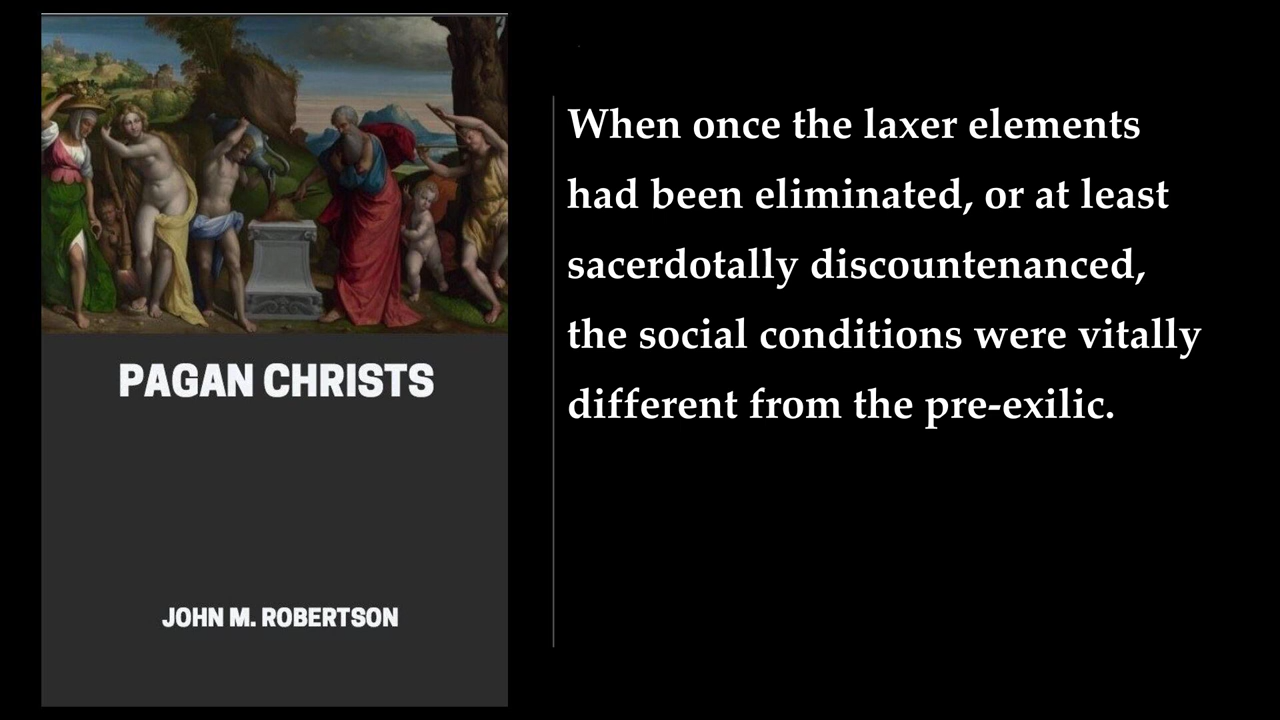 PAGAN CHRISTS
JOHN M. ROBERTSON
When once the laxer elements
had been eliminated, or at least
sacerdotally discountenanced,
the social conditions were vitally
different from the pre-exilic.